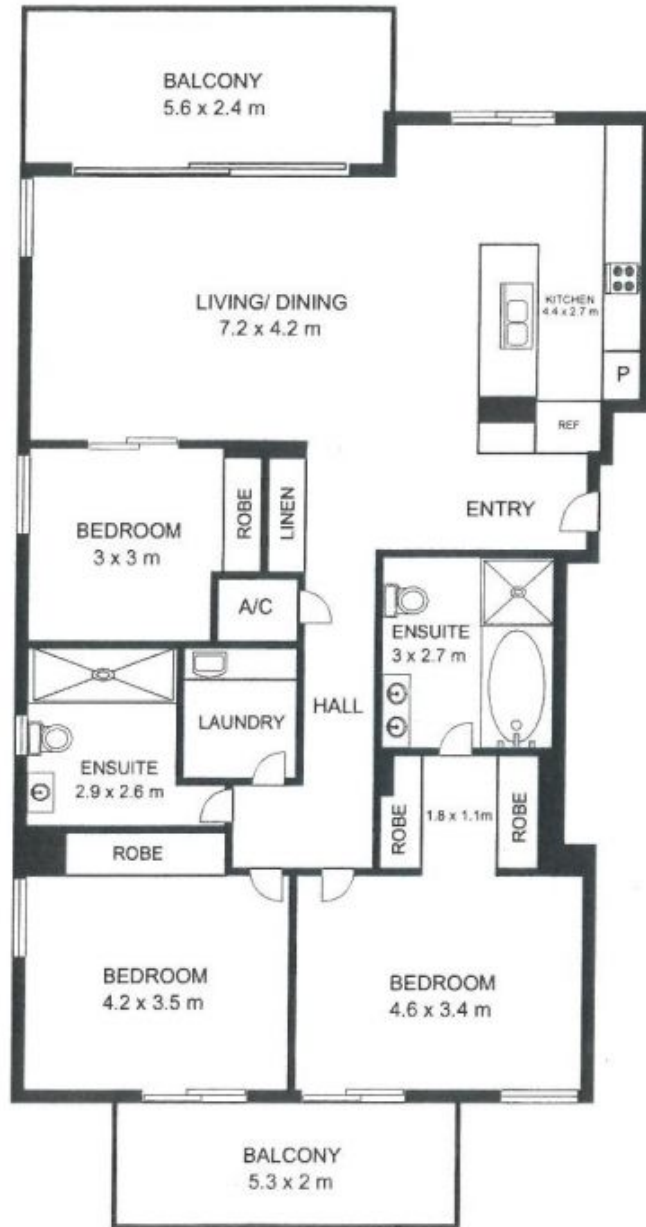 BALCONY
5.6 x 2.4 m
LIVING/ DINING
7.2 x 4.2 m
KITCHEN
4.4 x 2.7 m
P
REF
ENTRY
BEDROOM
3 x 3 m
ROBE
LINEN
A/C
ENSUITE
3 x 2.7 m
HALL
LAUNDRY
ENSUITE
2.9 x 2.6 m
ROBE
ROBE
1.8 x 1.1m
ROBE
BEDROOM
4.2 x 3.5 m
BEDROOM
4.6 x 3.4 m
BALCONY
5.3 x 2 m